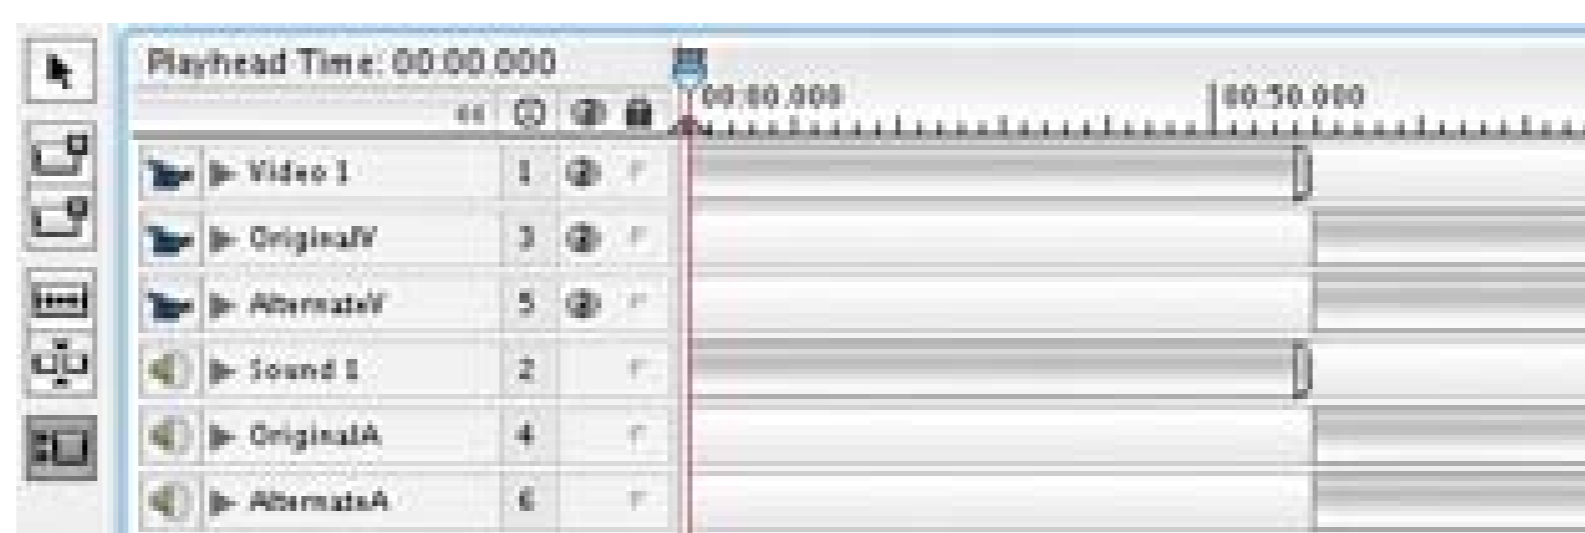 Playhead Time: 00:00.000
00:00.000 00:50.000
<<
Video 1 1
OriginalV 3
AlternateV 5
Sound 1 2
OriginalA 4
AlternateA 6